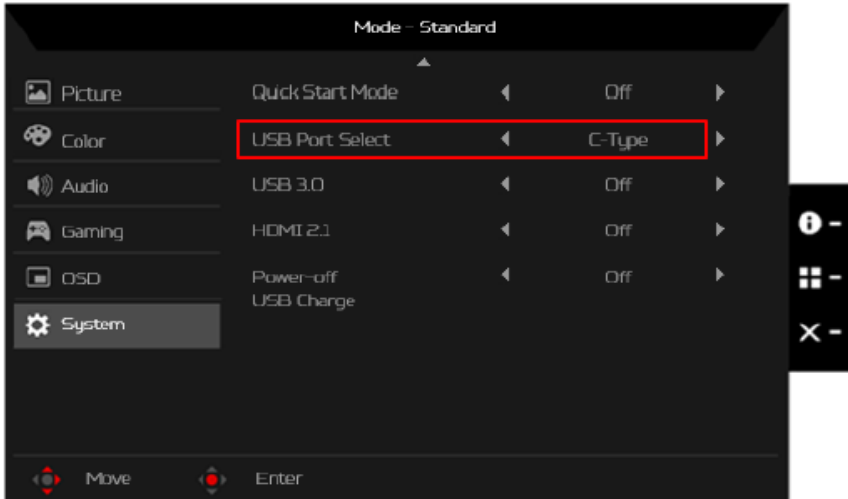 Mode - Standard
Picture
Color
Audio
Gaming
OSD
System
Quick Start Mode Off
USB Port Select C-Type
USB 3.0 Off
HDMI 2.1 Off
Power-off Off
USB Charge
Move Enter